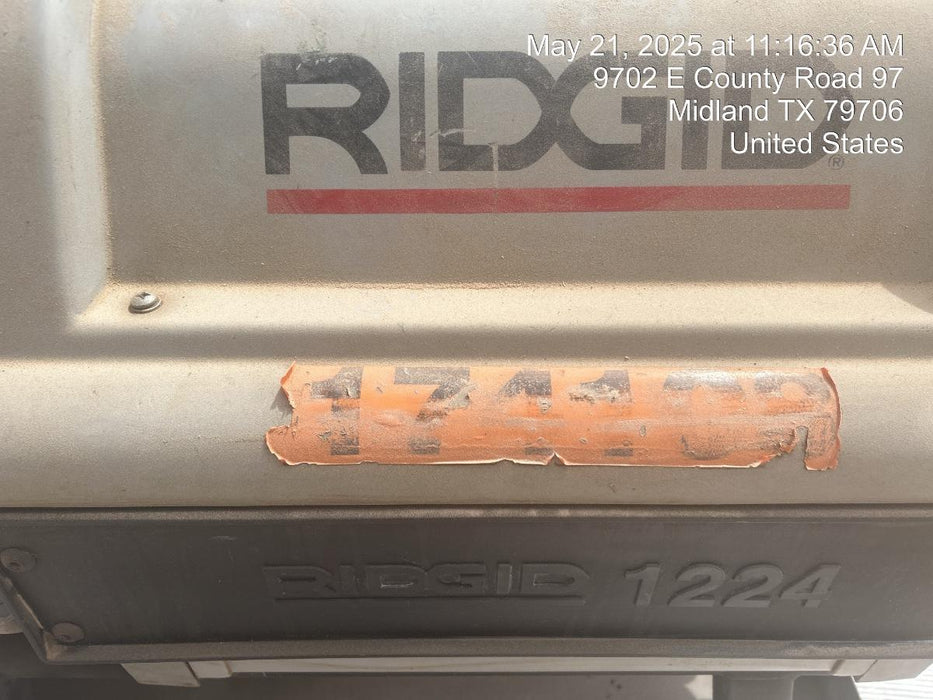 May 21, 2025 at 11:16:36 AM
9702 E County Road 97
Midland TX 79706
United States
RIDGID®
RIDGID 1224